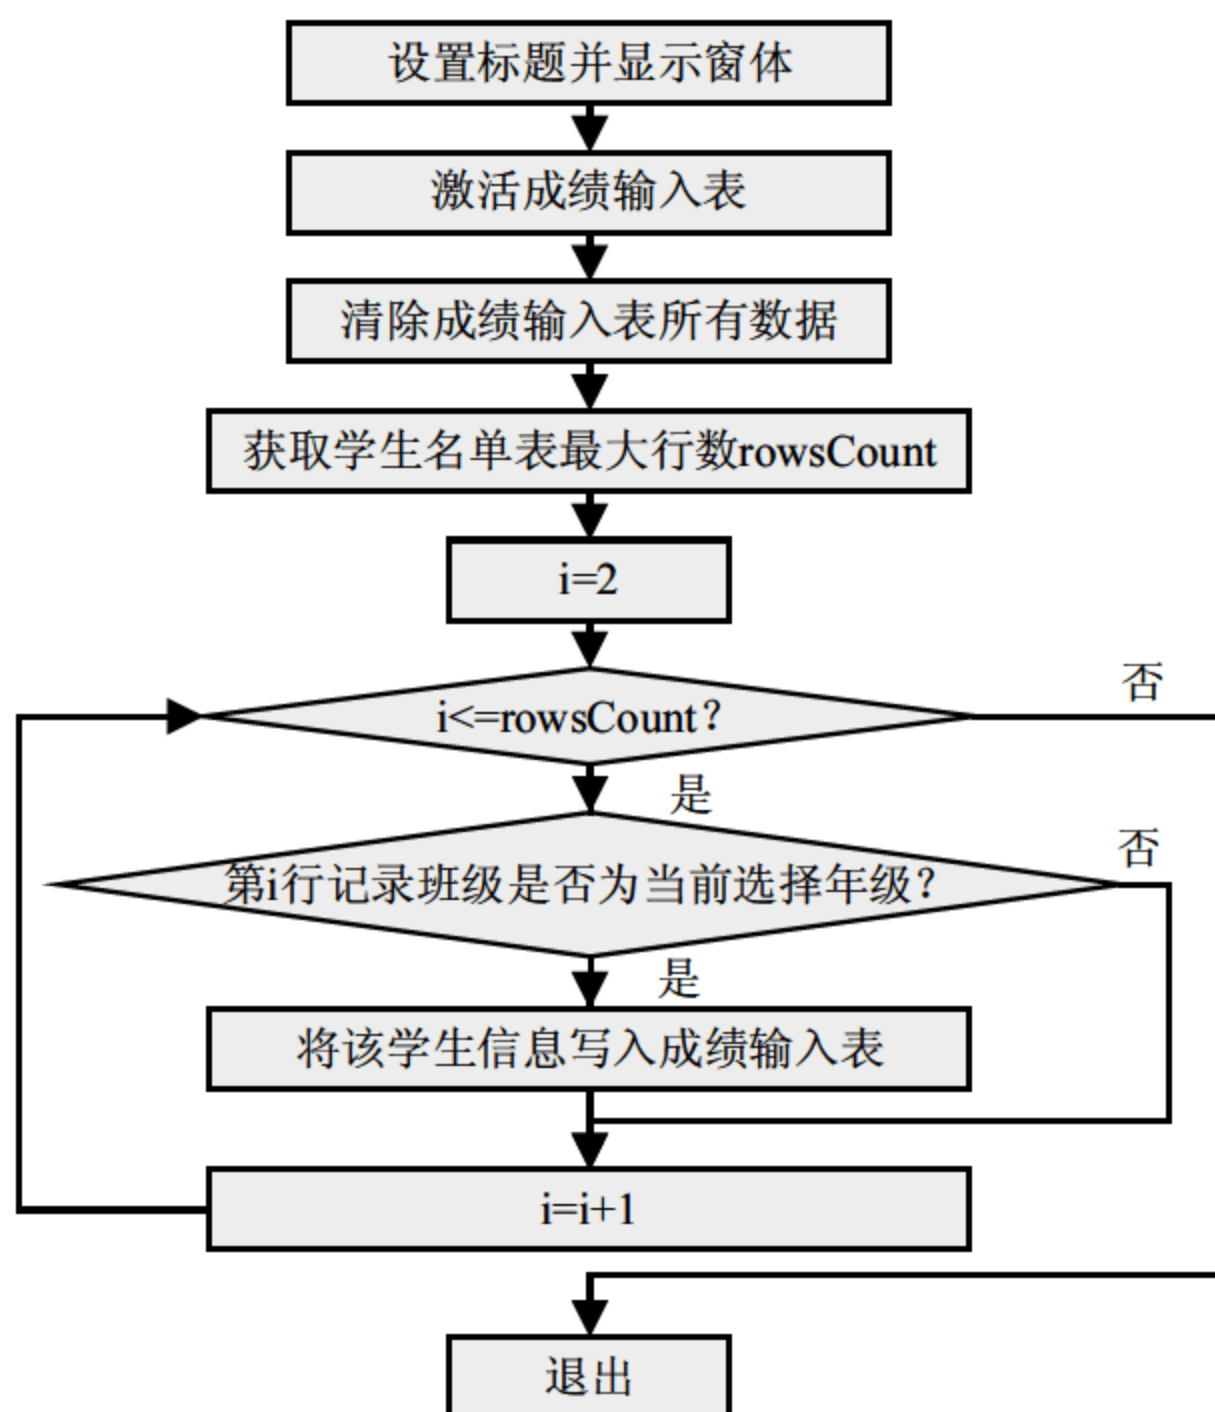 设置标题并显示窗体
激活成绩输入表
清除成绩输入表所有数据
获取学生名单表最大行数rowsCount
i=2
i<=rowsCount？
否
是
第i行记录班级是否为当前选择年级？
否
是
将该学生信息写入成绩输入表
i=i+1
退出